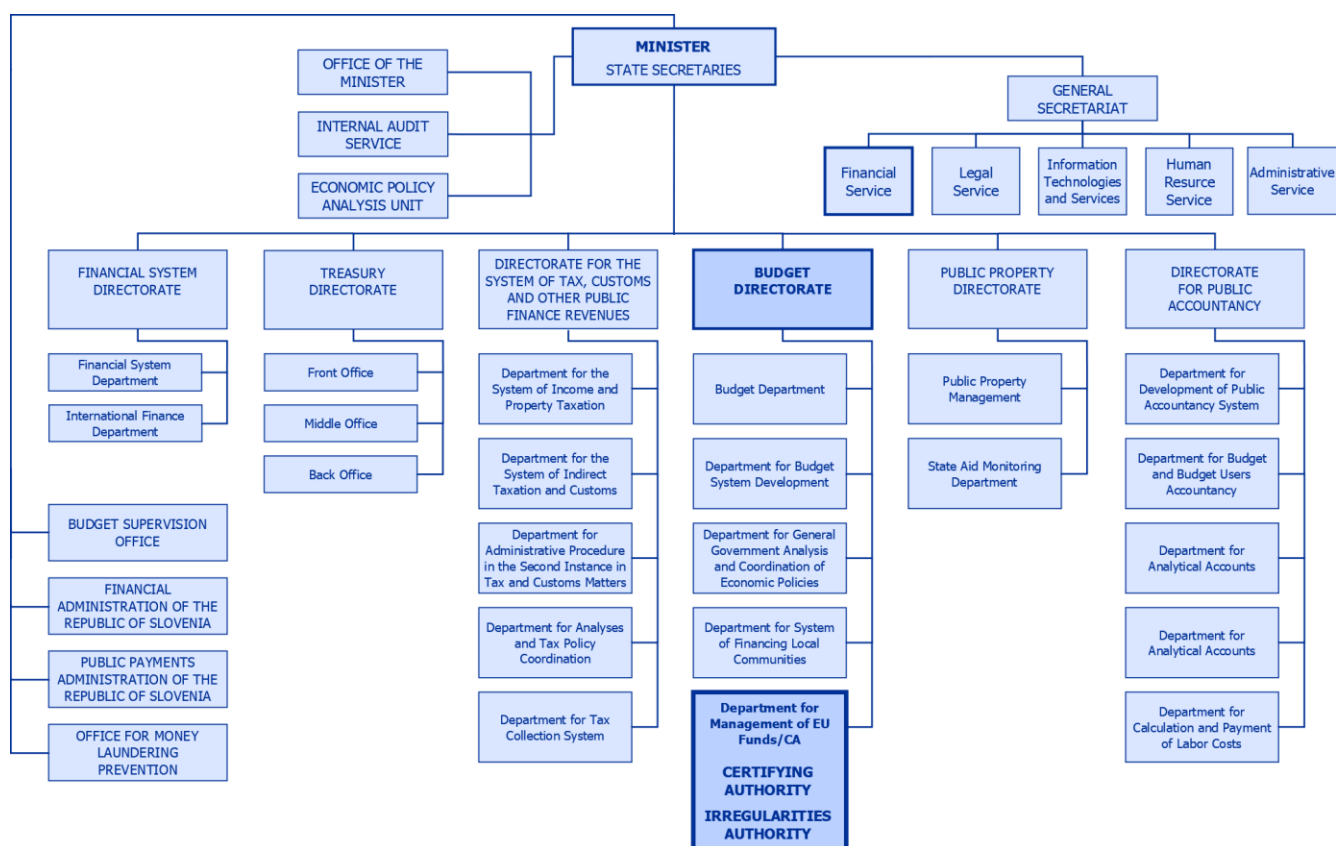 MINISTER
STATE SECRETARIES
OFFICE OF THE
MINISTER
INTERNAL AUDIT
SERVICE
ECONOMIC POLICY
ANALYSIS UNIT
GENERAL
SECRETARIAT
Financial
Service
Legal
Service
Information
Technologies
and Services
Human
Resurce
Service
Administrative
Service
FINANCIAL SYSTEM
DIRECTORATE
Financial System
Department
International Finance
Department
TREASURY
DIRECTORATE
Front Office
Middle Office
Back Office
DIRECTORATE FOR THE
SYSTEM OF TAX, CUSTOMS
AND OTHER PUBLIC
FINANCE REVENUES
Department for the
System of Income and
Property Taxation
Department for the
System of Indirect
Taxation and Customs
Department for
Administrative Procedure
in the Second Instance in
Tax and Customs Matters
Department for Analyses
and Tax Policy
Coordination
Department for Tax
Collection System
BUDGET
DIRECTORATE
Budget Department
Department for Budget
System Development
Department for General
Government Analysis
and Coordination of
Economic Policies
Department for System
of Financing Local
Communities
Department for
Management of EU
Funds/CA
CERTIFYING
AUTHORITY
IRREGULARITIES
AUTHORITY
PUBLIC PROPERTY
DIRECTORATE
Public Property
Management
State Aid Monitoring
Department
DIRECTORATE
FOR PUBLIC
ACCOUNTANCY
Department for
Development of Public
Accountancy System
Department for Budget
and Budget Users
Accountancy
Department for
Analytical Accounts
Department for
Analytical Accounts
Department for
Calculation and Payment
of Labor Costs
BUDGET SUPERVISION
OFFICE
FINANCIAL
ADMINISTRATION OF THE
REPUBLIC OF SLOVENIA
PUBLIC PAYMENTS
ADMINISTRATION OF THE
REPUBLIC OF SLOVENIA
OFFICE FOR MONEY
LAUNDERING
PREVENTION